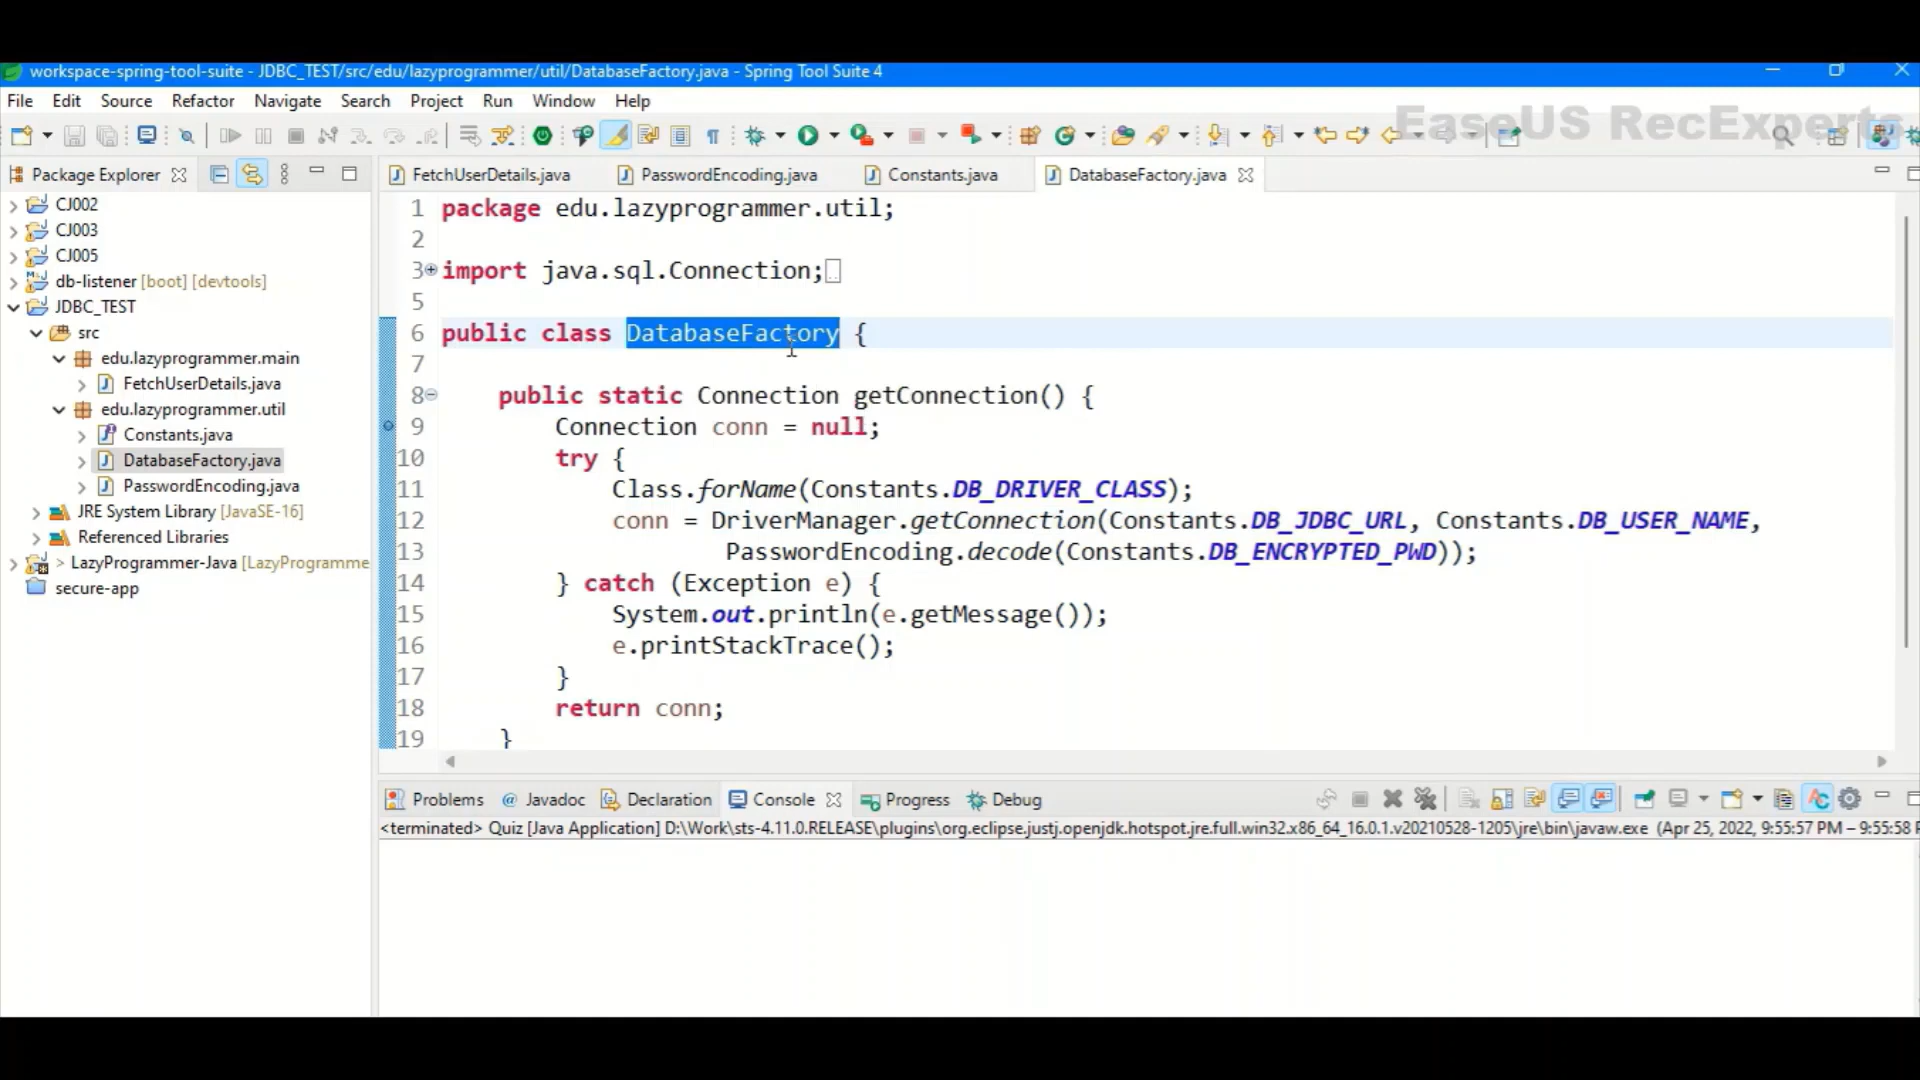 workspace-spring-tool-suite - JDBC_TEST/src/edu/lazyprogrammer/util/DatabaseFactory.java - Spring Tool Suite 4
File Edit Source Refactor Navigate Search Project Run Window Help
EaseUS RecExperts
Package Explorer
CJ002
CJ003
CJ005
db-listener [boot] [devtools]
JDBC_TEST
src
edu.lazyprogrammer.main
FetchUserDetails.java
edu.lazyprogrammer.util
Constants.java
DatabaseFactory.java
PasswordEncoding.java
JRE System Library [JavaSE-16]
Referenced Libraries
> LazyProgrammer-Java [LazyProgramme
secure-app
FetchUserDetails.java PasswordEncoding.java Constants.java DatabaseFactory.java
1 package edu.lazyprogrammer.util;
2
3 import java.sql.Connection;
5
6 public class DatabaseFactory {
7
8 public static Connection getConnection() {
9 Connection conn = null;
10 try {
11 Class.forName(Constants.DB_DRIVER_CLASS);
12 conn = DriverManager.getConnection(Constants.DB_JDBC_URL, Constants.DB_USER_NAME,
13 PasswordEncoding.decode(Constants.DB_ENCRYPTED_PWD));
14 } catch (Exception e) {
15 System.out.println(e.getMessage());
16 e.printStackTrace();
17 }
18 return conn;
19 }
Problems @ Javadoc Declaration Console Progress Debug
<terminated> Quiz [Java Application] D:\Work\sts-4.11.0.RELEASE\plugins\org.eclipse.justj.openjdk.hotspot.jre.full.win32.x86_64_16.0.1.v20210528-1205\jre\bin\javaw.exe (Apr 25, 2022, 9:55:57 PM – 9:55:58 P